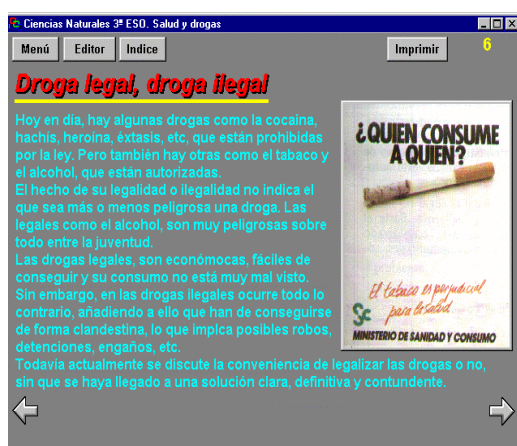 Ciencias Naturales 3º ESO. Salud y drogas
Menú Editor Indice Imprimir 6
Droga legal, droga ilegal
Hoy en día, hay algunas drogas como la cocaina,
hachís, heroína, éxtasis, etc, que están prohibidas
por la ley. Pero también hay otras como el tabaco y
el alcohol, que están autorizadas.
El hecho de su legalidad o ilegalidad no indica el
que sea más o menos peligrosa una droga. Las
legales como el alcohol, son muy peligrosas sobre
todo entre la juventud.
Las drogas legales, son económocas, fáciles de
conseguir y su consumo no está muy mal visto.
Sin embargo, en las drogas ilegales ocurre todo lo
contrario, añadiendo a ello que han de conseguirse
de forma clandestina, lo que implca posibles robos,
detenciones, engaños, etc.
Todavía actualmente se discute la conveniencia de legalizar las drogas o no,
sin que se haya llegado a una solución clara, definitiva y contundente.
¿QUIEN CONSUME
A QUIEN?
El tabaco es perjudicial
para la salud
Sc
MINISTERIO DE SANIDAD Y CONSUMO